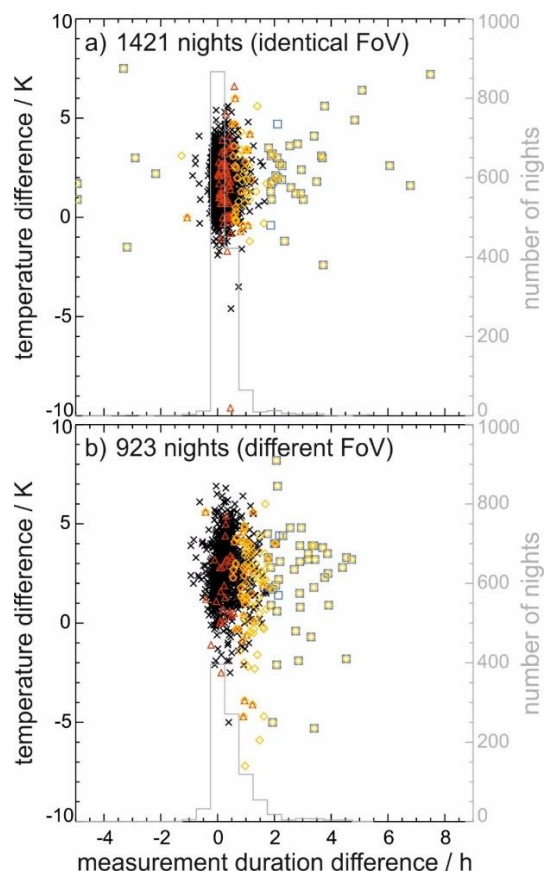 a) 1421 nights (identical FoV)
10
5
0
-5
-10
temperature difference / K
1000
800
600
400
200
0
number of nights
b) 923 nights (different FoV)
10
5
0
-5
-10
temperature difference / K
1000
800
600
400
200
0
number of nights
-4 -2 0 2 4 6 8
measurement duration difference / h